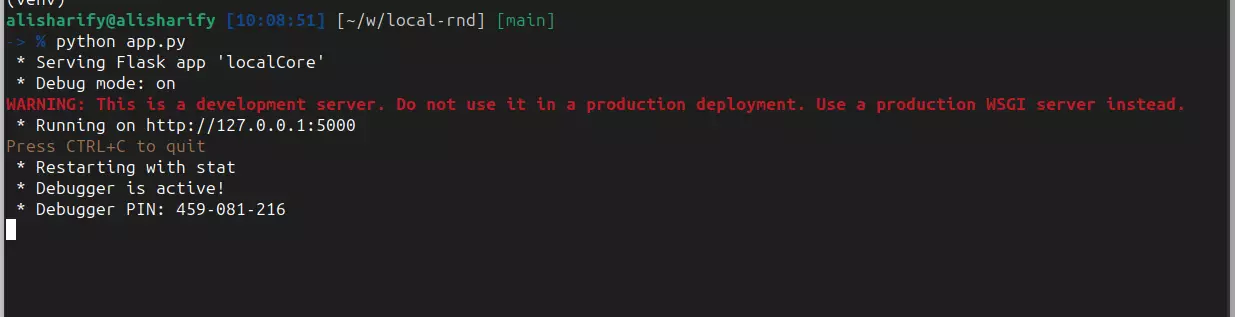 (venv)
alisharify@alisharify [10:08:51] [~/w/local-rnd] [main]
-> % python app.py
 * Serving Flask app 'localCore'
 * Debug mode: on
WARNING: This is a development server. Do not use it in a production deployment. Use a production WSGI server instead.
 * Running on http://127.0.0.1:5000
Press CTRL+C to quit
 * Restarting with stat
 * Debugger is active!
 * Debugger PIN: 459-081-216